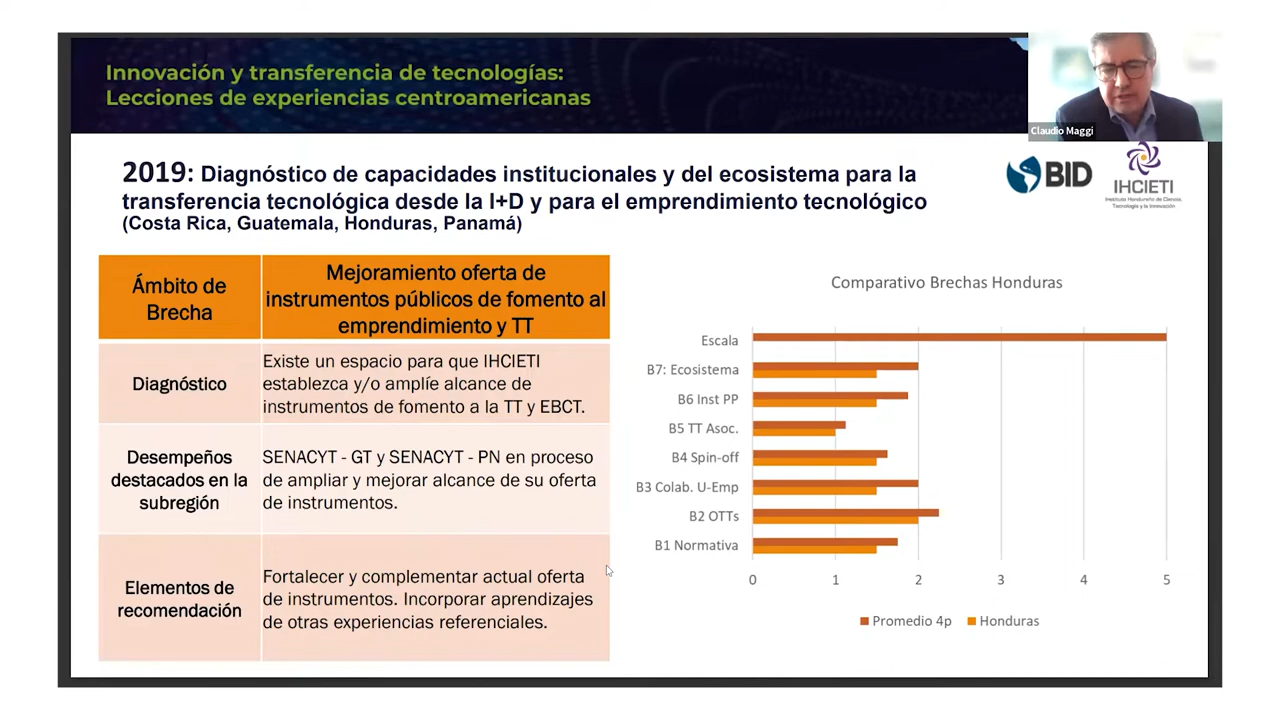 Innovación y transferencia de tecnologías:
Lecciones de experiencias centroamericanas
Claudio Maggi
2019: Diagnóstico de capacidades institucionales y del ecosistema para la
transferencia tecnológica desde la I+D y para el emprendimiento tecnológico
(Costa Rica, Guatemala, Honduras, Panamá)
BID
IHCIETI
Instituto Hondureño de Ciencia,
Tecnología y la Innovación
Ámbito de
Brecha
Mejoramiento oferta de
instrumentos públicos de fomento al
emprendimiento y TT
Diagnóstico
Existe un espacio para que IHCIETI
establezca y/o amplíe alcance de
instrumentos de fomento a la TT y EBCT.
Desempeños
destacados en la
subregión
SENACYT - GT y SENACYT - PN en proceso
de ampliar y mejorar alcance de su oferta
de instrumentos.
Elementos de
recomendación
Fortalecer y complementar actual oferta
de instrumentos. Incorporar aprendizajes
de otras experiencias referenciales.
Comparativo Brechas Honduras
Escala
B7: Ecosistema
B6 Inst PP
B5 TT Asoc.
B4 Spin-off
B3 Colab. U-Emp
B2 OTTs
B1 Normativa
0 1 2 3 4 5
Promedio 4p Honduras